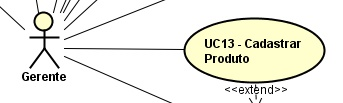 UC13 - Cadastrar
Produto
Gerente
<<extend>>